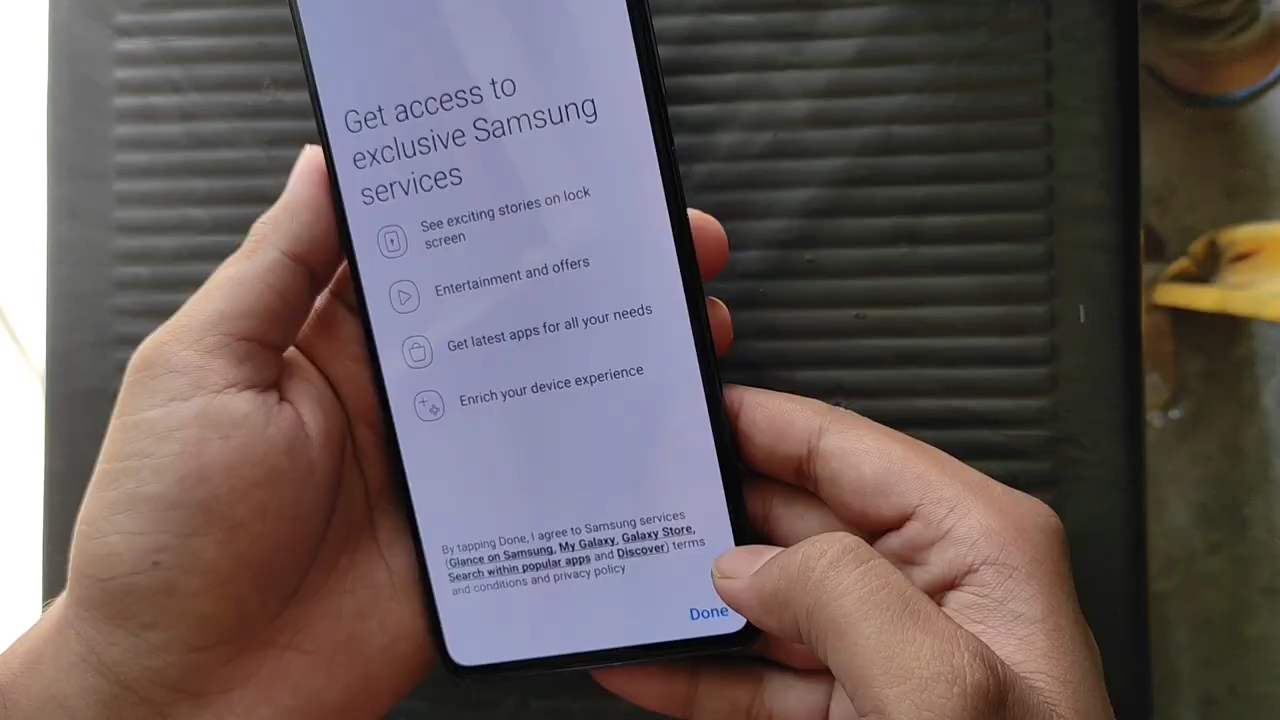 Get access to
exclusive Samsung
services
See exciting stories on lock
screen
Entertainment and offers
Get latest apps for all your needs
Enrich your device experience
By tapping Done, I agree to Samsung services
(Glance on Samsung, My Galaxy, Galaxy Store,
Search within popular apps and Discover) terms
and conditions and privacy policy
Done